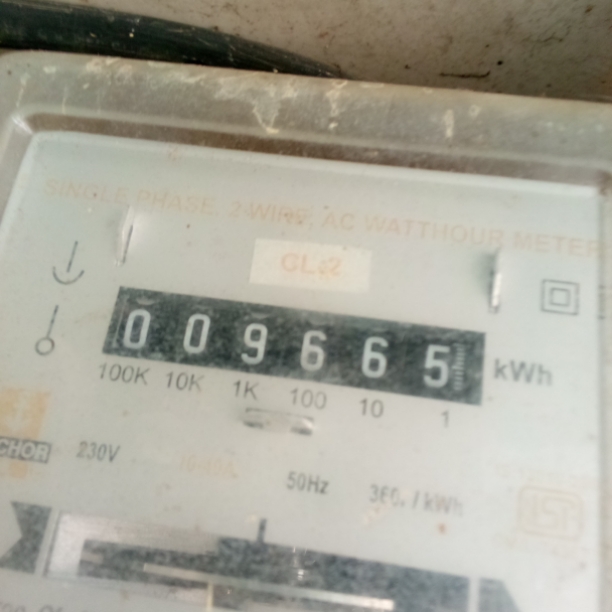 SINGLE PHASE, 2-WIRE, AC WATTHOUR METER
GL:2
009665 kWh
100K 10K 1K 100 10 1
CHOR 230V
50Hz / kWh